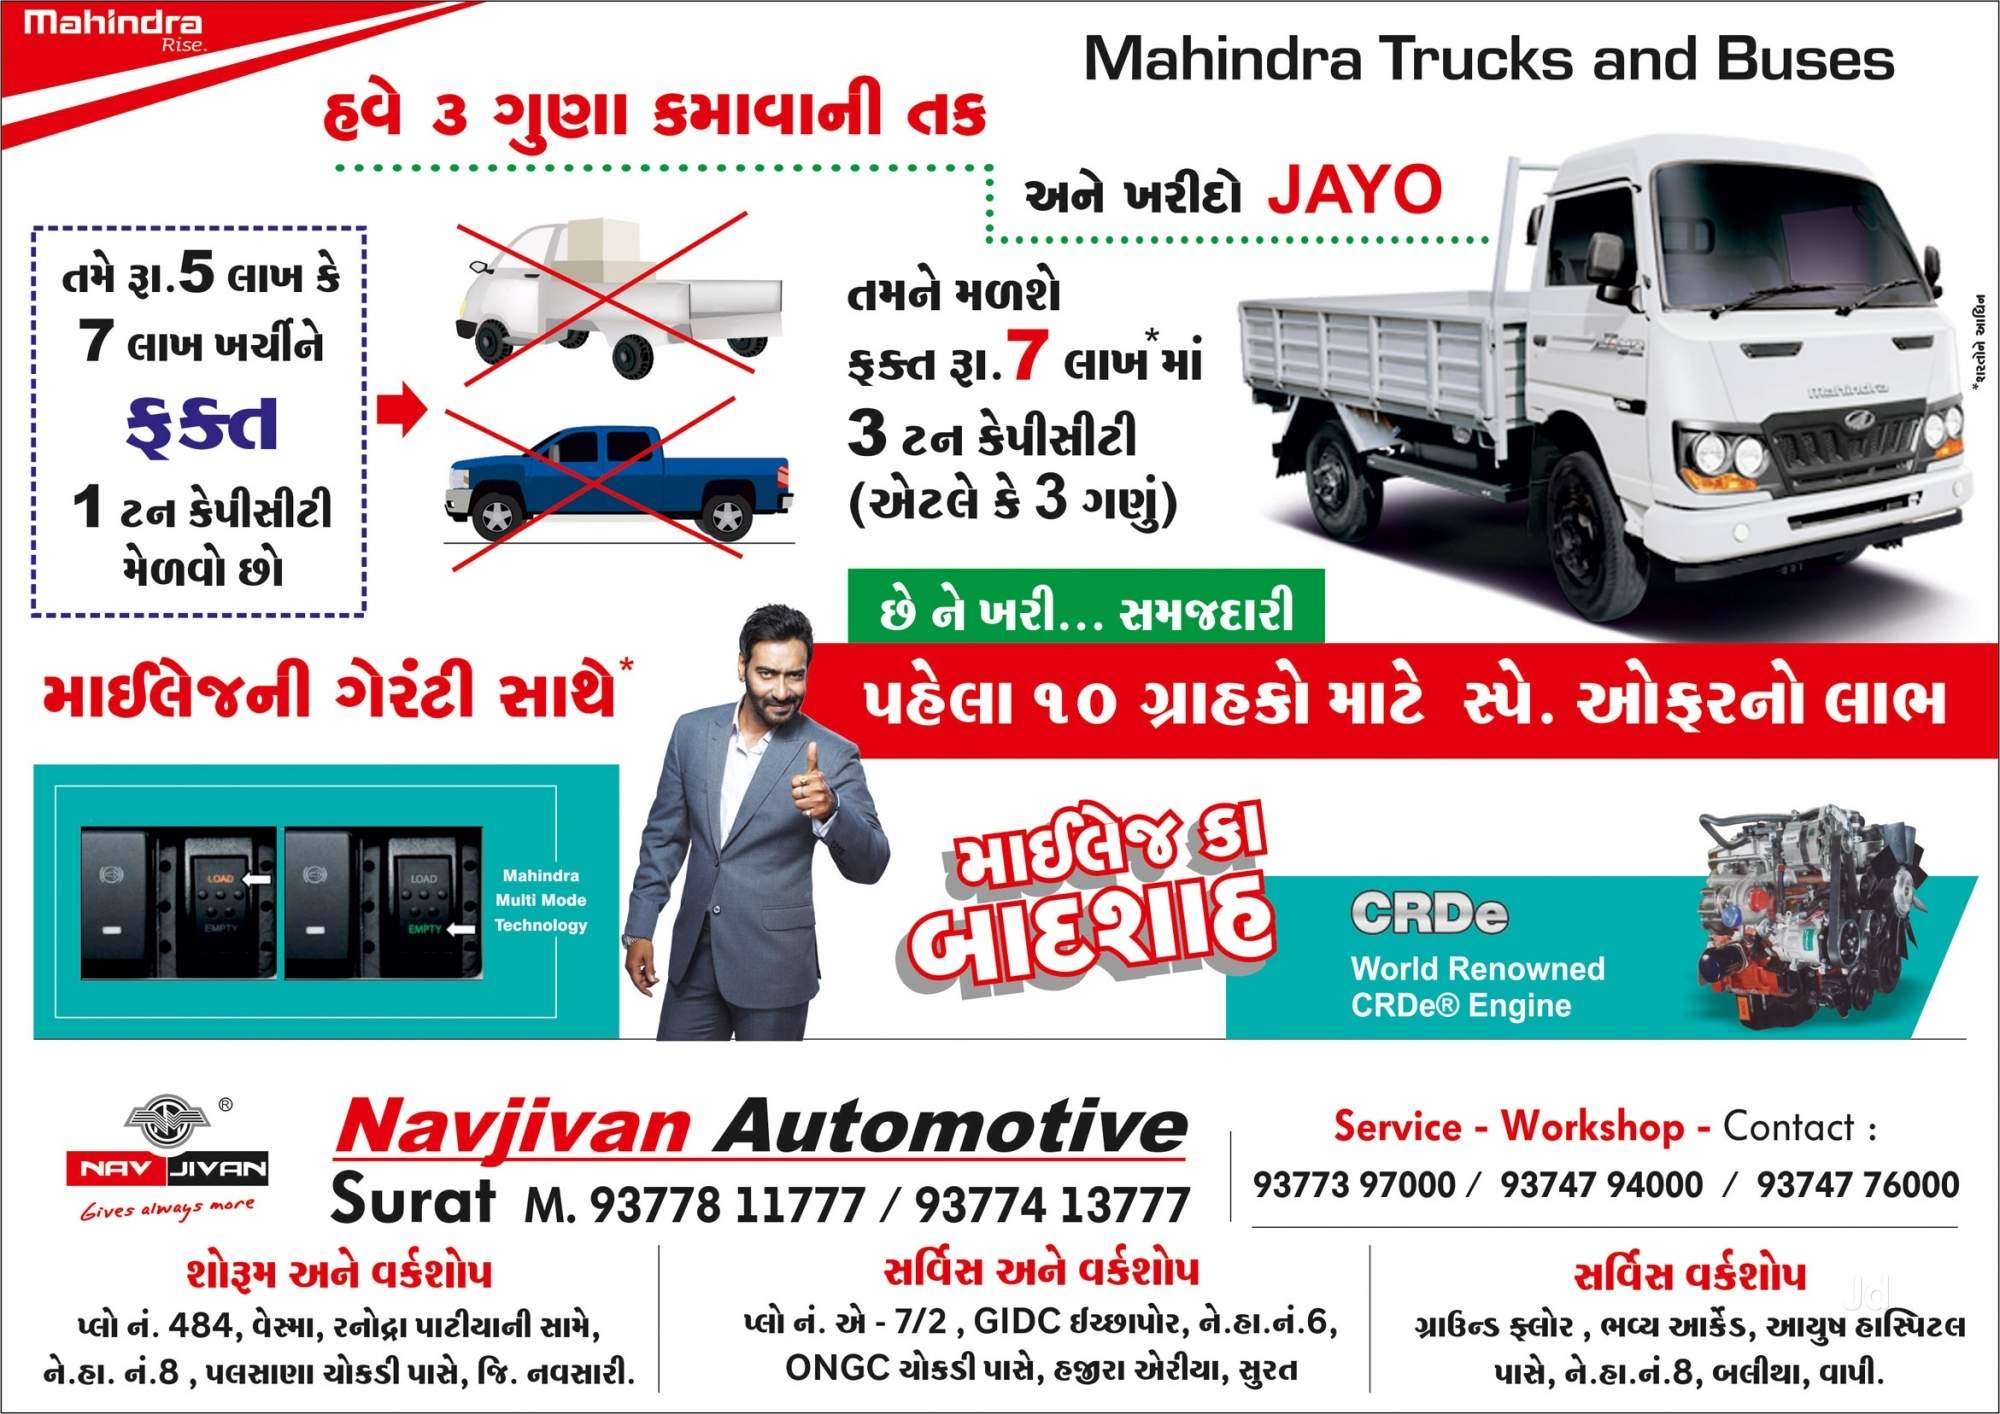 Mahindra
Rise.
Mahindra Trucks and Buses
હવે ૩ ગુણા કમાવાની તક
અને ખરીદો JAYO
તમે રૂા.5 લાખ કે
7 લાખ ખર્ચીને
ફક્ત
1 ટન કેપીસીટી
મેળવો છો
તમને મળશે
ફક્ત રૂા.7 લાખ*માં
3 ટન કેપીસીટી
(એટલે કે 3 ગણું)
mahindra
*શરતોને આધિન
છે ને ખરી... સમજદારી
માઈલેજની ગેરંટી સાથે*
પહેલા ૧૦ ગ્રાહકો માટે સ્પે. ઓફરનો લાભ
LOAD
EMPTY
LOAD
EMPTY
Mahindra
Multi Mode
Technology
માઈલેજ કા
બાદશાહ
CRDe
World Renowned
CRDe® Engine
NAV JIVAN ®
Gives always more
Navjivan Automotive
Surat M. 93778 11777 / 93774 13777
Service - Workshop - Contact :
93773 97000 / 93747 94000 / 93747 76000
શોરૂમ અને વર્કશોપ
પ્લો નં. 484, વેસ્મા, રનોદ્રા પાટીયાની સામે,
ને.હા. નં.8 , પલસાણા ચોકડી પાસે, જિ. નવસારી.
સર્વિસ અને વર્કશોપ
પ્લો નં. એ - 7/2 , GIDC ઈચ્છાપોર, ને.હા.નં.6,
ONGC ચોકડી પાસે, હજીરા એરીયા, સુરત
સર્વિસ વર્કશોપ
ગ્રાઉન્ડ ફ્લોર , ભવ્ય આર્કેડ, આયુષ હાસ્પિટલ
પાસે, ને.હા.નં.8, બલીથા, વાપી.
Jd